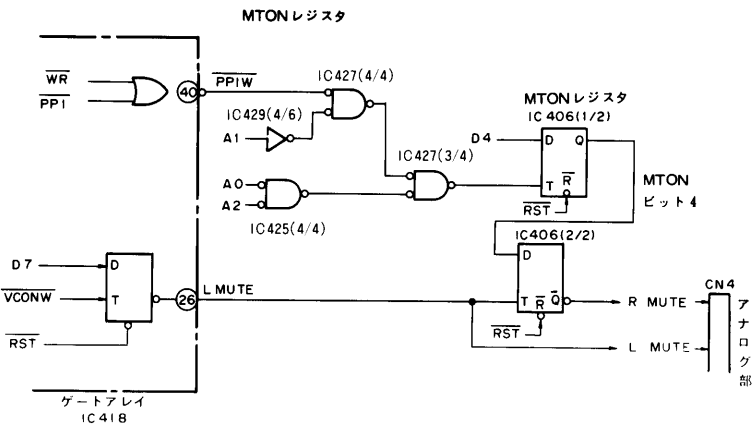 MTONレジスタ
WR
PP1
40
PP1W
IC427(4/4)
IC429(4/6)
A1
A0
A2
IC425(4/4)
IC427(3/4)
MTONレジスタ
IC406(1/2)
D4
D
Q
T
R
RST
MTON
ビット4
IC406(2/2)
D
T
R
Q
RST
D7
VCONW
RST
D
T
26
L MUTE
R MUTE
L MUTE
CN4
アナログ部
ゲートアレイ
IC418